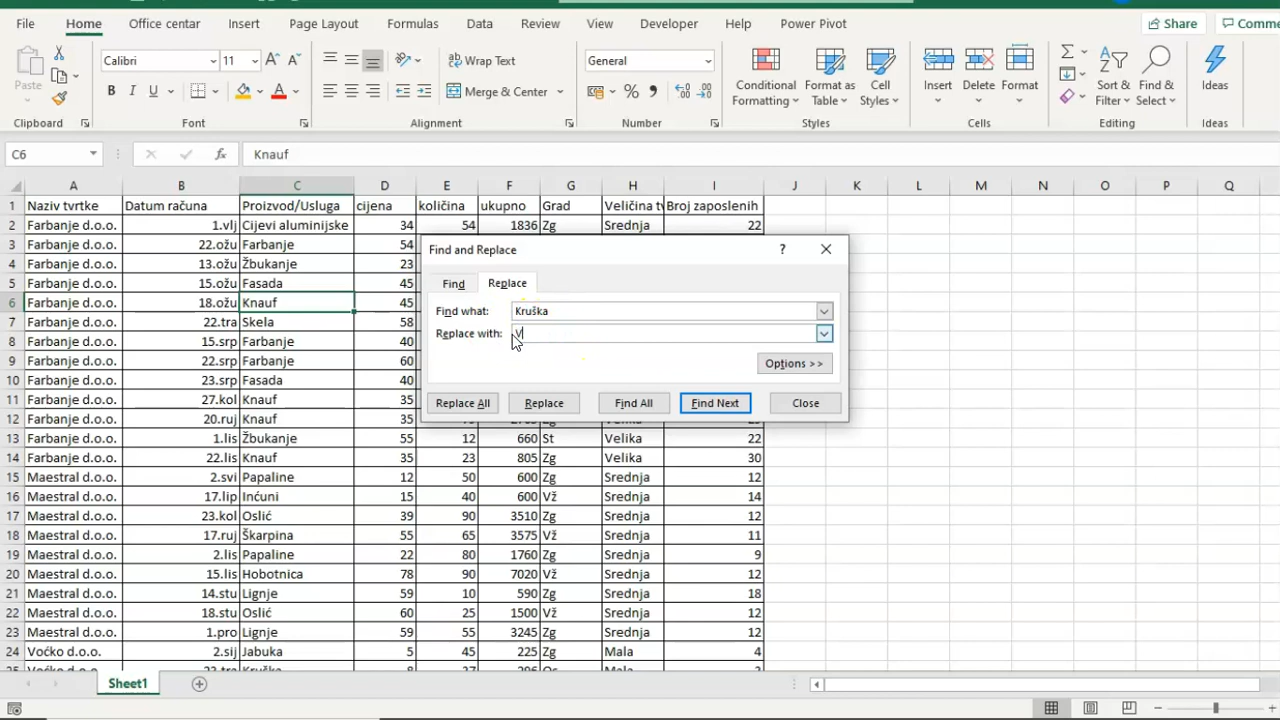 File Home Office centar Insert Page Layout Formulas Data Review View Developer Help Power Pivot Share
Calibri 11 Wrap Text General
Paste B I U Merge & Center Conditional Formatting Format as Table Cell Styles Insert Delete Format Sort & Filter Find & Select Ideas
Clipboard Font Alignment Number Styles Cells Editing Ideas
C6 fx Knauf
A B C D E F G H I J K L M N O P Q
1 Naziv tvrtke Datum računa Proizvod/Usluga cijena količina ukupno Grad Veličina tv Broj zaposlenih
2 Farbanje d.o.o. 1.vlj Cijevi aluminijske 34 54 1836 Zg Srednja 22
3 Farbanje d.o.o. 22.ožu Farbanje 54
4 Farbanje d.o.o. 13.ožu Žbukanje 23
5 Farbanje d.o.o. 15.ožu Fasada 45
6 Farbanje d.o.o. 18.ožu Knauf 45
7 Farbanje d.o.o. 22.tra Skela 58
8 Farbanje d.o.o. 15.srp Farbanje 40
9 Farbanje d.o.o. 22.srp Farbanje 60
10 Farbanje d.o.o. 23.srp Fasada 40
11 Farbanje d.o.o. 27.kol Knauf 35
12 Farbanje d.o.o. 20.ruj Knauf 35
13 Farbanje d.o.o. 1.lis Žbukanje 55 12 660 St Velika 22
14 Farbanje d.o.o. 22.lis Knauf 35 23 805 Zg Velika 30
15 Maestral d.o.o. 2.svi Papaline 12 50 600 Zg Srednja 12
16 Maestral d.o.o. 17.lip Inćuni 15 40 600 Vž Srednja 14
17 Maestral d.o.o. 23.kol Oslić 39 90 3510 Zg Srednja 12
18 Maestral d.o.o. 17.ruj Škarpina 55 65 3575 Vž Srednja 11
19 Maestral d.o.o. 2.lis Papaline 22 80 1760 Zg Srednja 9
20 Maestral d.o.o. 15.lis Hobotnica 78 90 7020 Vž Srednja 12
21 Maestral d.o.o. 14.stu Lignje 59 10 590 Zg Srednja 18
22 Maestral d.o.o. 18.stu Oslić 60 25 1500 Vž Srednja 12
23 Maestral d.o.o. 1.pro Lignje 59 55 3245 Zg Srednja 12
24 Voćko d.o.o. 2.sij Jabuka 5 45 225 Zg Mala 4
Find and Replace ?
Find Replace
Find what: Kruška
Replace with: V
Options >>
Replace All Replace Find All Find Next Close
Sheet1